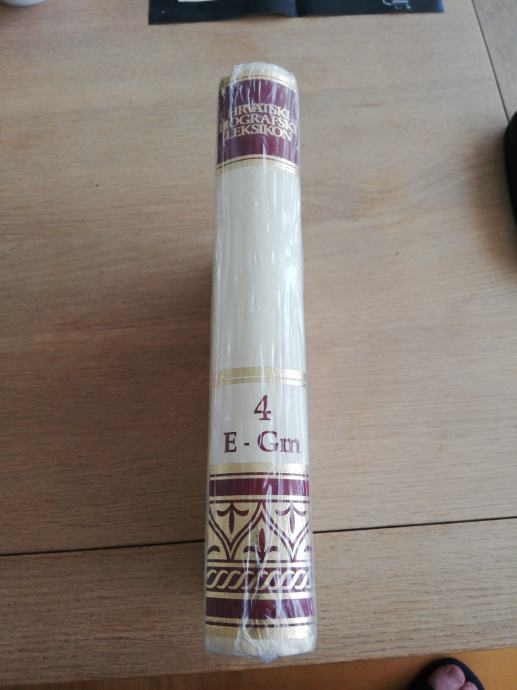 HRVATSKI
BIOGRAFSKI
LEKSIKON
4
E - Gm